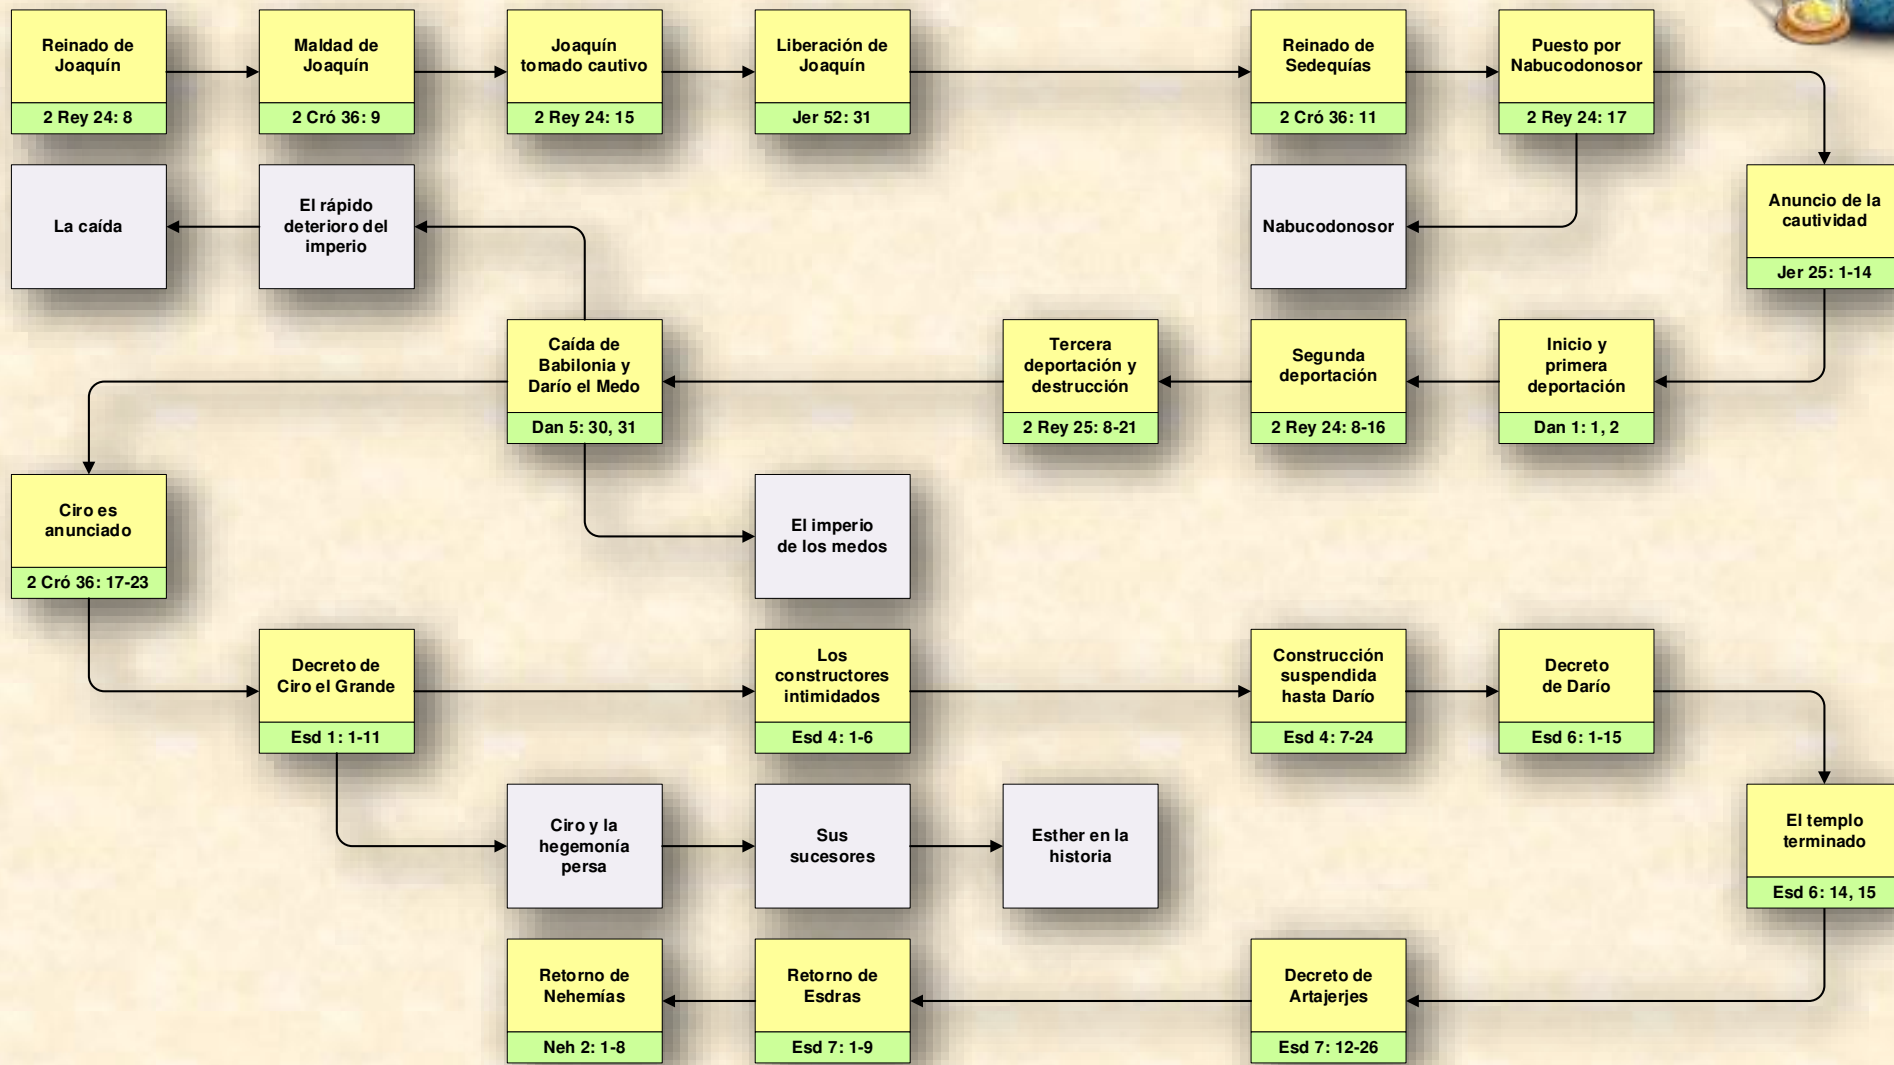 Reinado de
Joaquín
2 Rey 24: 8
Maldad de
Joaquín
2 Cró 36: 9
Joaquín
tomado cautivo
2 Rey 24: 15
Liberación de
Joaquín
Jer 52: 31
Reinado de
Sedequías
2 Cró 36: 11
Puesto por
Nabucodonosor
2 Rey 24: 17
La caída
El rápido
deterioro del
imperio
Nabucodonosor
Anuncio de la
cautividad
Jer 25: 1-14
Caída de
Babilonia y
Darío el Medo
Dan 5: 30, 31
Tercera
deportación y
destrucción
2 Rey 25: 8-21
Segunda
deportación
2 Rey 24: 8-16
Inicio y
primera
deportación
Dan 1: 1, 2
Ciro es
anunciado
2 Cró 36: 17-23
El imperio
de los medos
Decreto de
Ciro el Grande
Esd 1: 1-11
Los
constructores
intimidados
Esd 4: 1-6
Construcción
suspendida
hasta Darío
Esd 4: 7-24
Decreto
de Darío
Esd 6: 1-15
Ciro y la
hegemonía
persa
Sus
sucesores
Esther en la
historia
El templo
terminado
Esd 6: 14, 15
Retorno de
Nehemías
Neh 2: 1-8
Retorno de
Esdras
Esd 7: 1-9
Decreto de
Artajerjes
Esd 7: 12-26